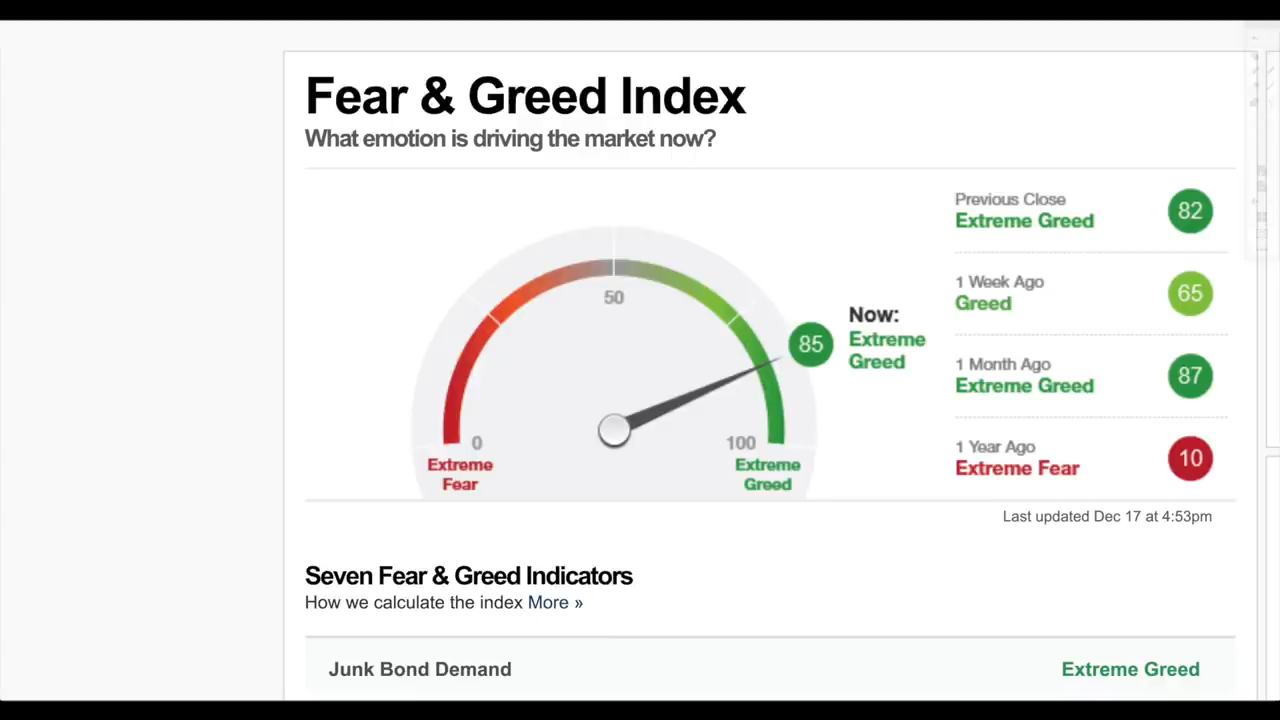 Fear & Greed Index
What emotion is driving the market now?
Previous Close
Extreme Greed
82
1 Week Ago
Greed
65
1 Month Ago
Extreme Greed
87
1 Year Ago
Extreme Fear
10
50
Now:
Extreme
Greed
85
0
100
Extreme
Fear
Extreme
Greed
Last updated Dec 17 at 4:53pm
Seven Fear & Greed Indicators
How we calculate the index More »
Junk Bond Demand
Extreme Greed